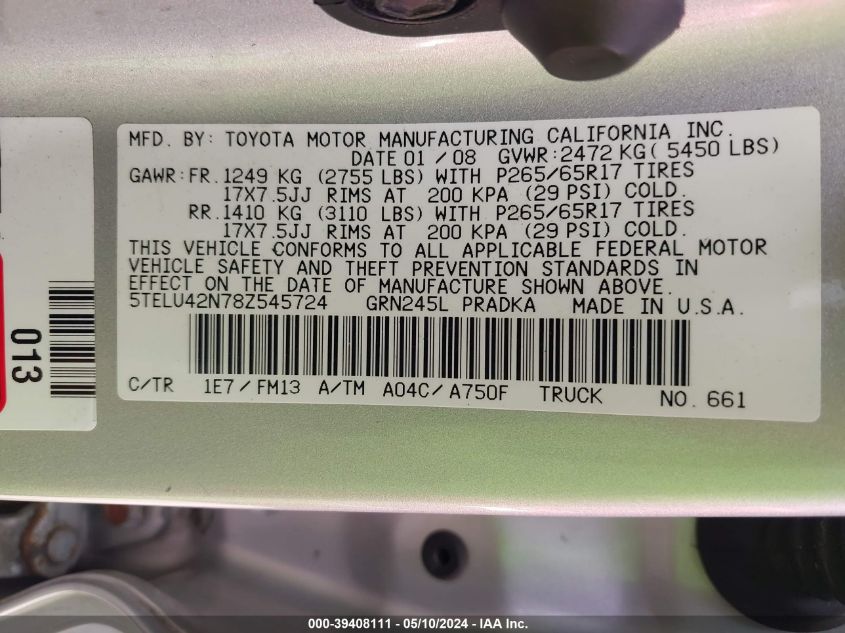 MFD. BY: TOYOTA MOTOR MANUFACTURING CALIFORNIA INC.
DATE 01 / 08 GVWR: 2472 KG( 5450 LBS)
GAWR: FR. 1249 KG (2755 LBS) WITH P265/65R17 TIRES
17X7.5JJ RIMS AT 200 KPA (29 PSI) COLD.
RR. 1410 KG (3110 LBS) WITH P265/65R17 TIRES
17X7.5JJ RIMS AT 200 KPA (29 PSI) COLD.
THIS VEHICLE CONFORMS TO ALL APPLICABLE FEDERAL MOTOR
VEHICLE SAFETY AND THEFT PREVENTION STANDARDS IN
EFFECT ON THE DATE OF MANUFACTURE SHOWN ABOVE.
5TELU42N78Z545724 GRN245L PRADKA MADE IN U.S.A.
C/TR 1E7 / FM13 A/TM A04C/ A750F TRUCK NO. 661
013
000-39408111 - 05/10/2024 - IAA Inc.